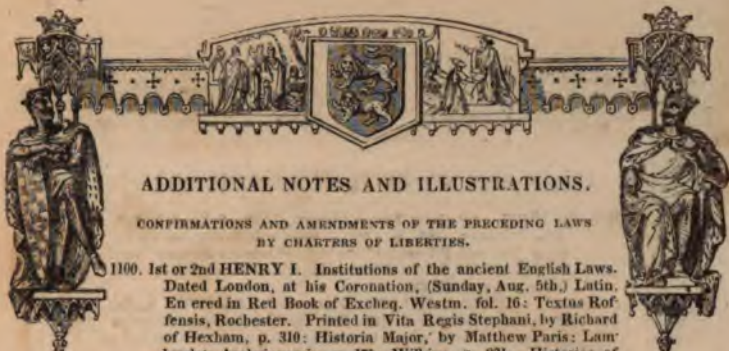 ADDITIONAL NOTES AND ILLUSTRATIONS.
CONFIRMATIONS AND AMENDMENTS OF THE PRECEDING LAWS
BY CHARTERS OF LIBERTIES.
1100. 1st or 2nd HENRY I. Institutions of the ancient English Laws.
Dated London, at his Coronation, (Sunday, Aug. 5th,) Latin.
En ered in Red Book of Excheq. Westm. fol. 16: Textus Rof-
fensis, Rochester. Printed in Vita Regis Stephani, by Richard
of Hexham, p. 310: Historia Major, by Matthew Paris: Lam-